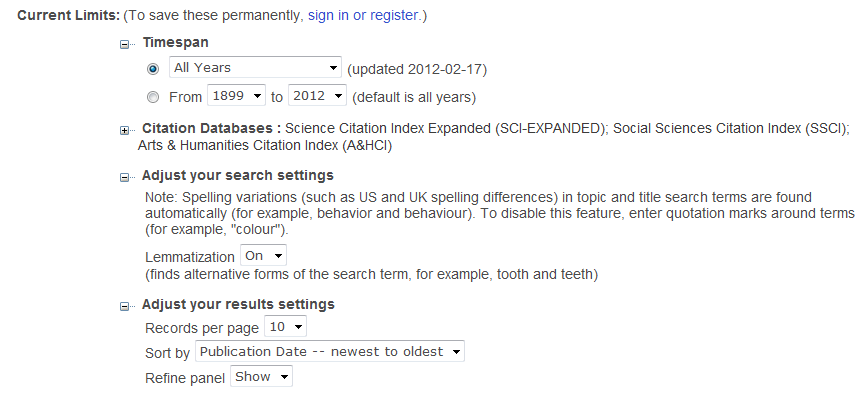 Current Limits: (To save these permanently, sign in or register.)
Timespan
All Years (updated 2012-02-17)
From 1899 to 2012 (default is all years)
Citation Databases : Science Citation Index Expanded (SCI-EXPANDED); Social Sciences Citation Index (SSCI);
Arts & Humanities Citation Index (A&HCI)
Adjust your search settings
Note: Spelling variations (such as US and UK spelling differences) in topic and title search terms are found
automatically (for example, behavior and behaviour). To disable this feature, enter quotation marks around terms
(for example, "colour").
Lemmatization On
(finds alternative forms of the search term, for example, tooth and teeth)
Adjust your results settings
Records per page 10
Sort by Publication Date -- newest to oldest
Refine panel Show